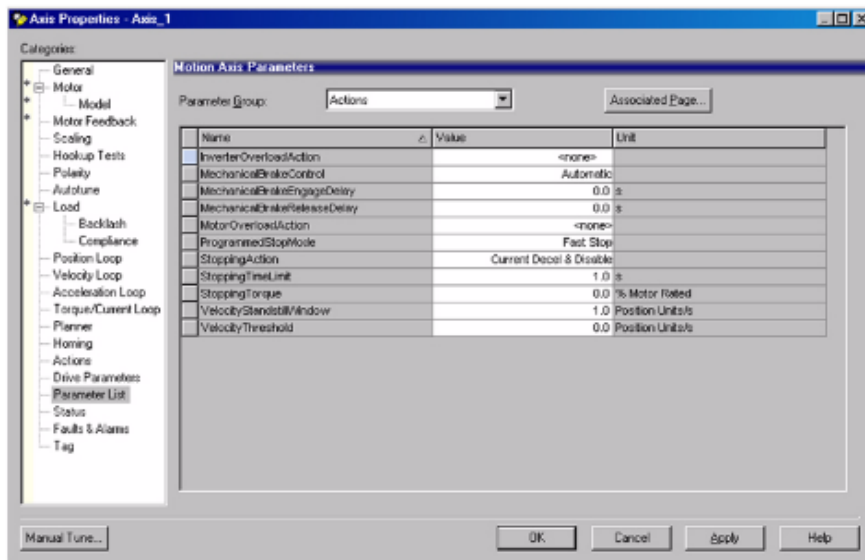 Axis Properties - Axis_1
Categories:
General
* Motor
* Model
* Motor Feedback
Scaling
Hookup Tests
Polarity
Autotune
* Load
Backlash
Compliance
Position Loop
Velocity Loop
Acceleration Loop
Torque/Current Loop
Planner
Homing
Actions
Drive Parameters
Parameter List
Status
Faults & Alarms
Tag
Motion Axis Parameters
Parameter Group: Actions Associated Page...
Name Value Unit
InverterOverloadAction <none>
MechanicalBrakeControl Automatic
MechanicalBrakeEngageDelay 0.0 s
MechanicalBrakeReleaseDelay 0.0 s
MotorOverloadAction <none>
ProgrammedStopMode Fast Stop
StoppingAction Current Decel & Disable
StoppingTimeLimit 1.0 s
StoppingTorque 0.0 % Motor Rated
VelocityStandstillWindow 1.0 Position Units/s
VelocityThreshold 0.0 Position Units/s
Manual Tune... OK Cancel Apply Help